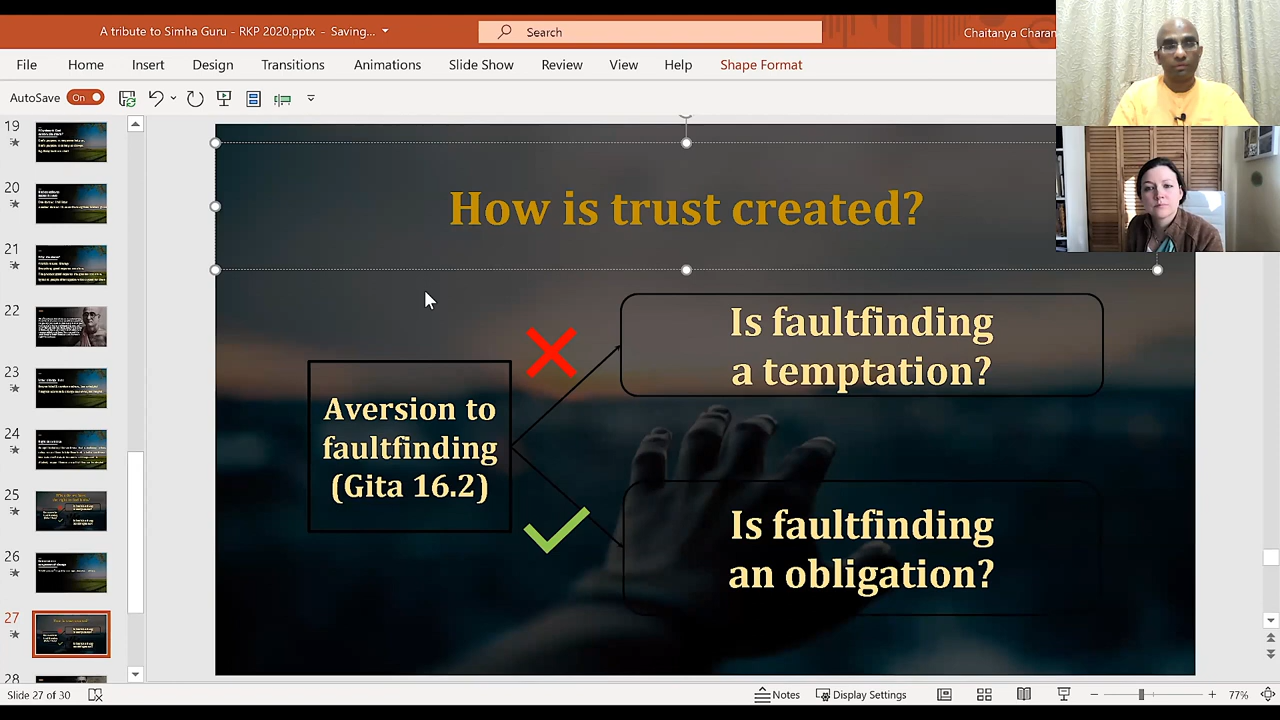 A tribute to Simha Guru - RKP 2020.pptx - Saving...
Search
Chaitanya Charan
File Home Insert Design Transitions Animations Slide Show Review View Help Shape Format
AutoSave On
19
20
21
22
23
24
25
26
27
28
How is trust created?
Is faultfinding
a temptation?
Aversion to
faultfinding
(Gita 16.2)
Is faultfinding
an obligation?
Slide 27 of 30
Notes Display Settings 77%